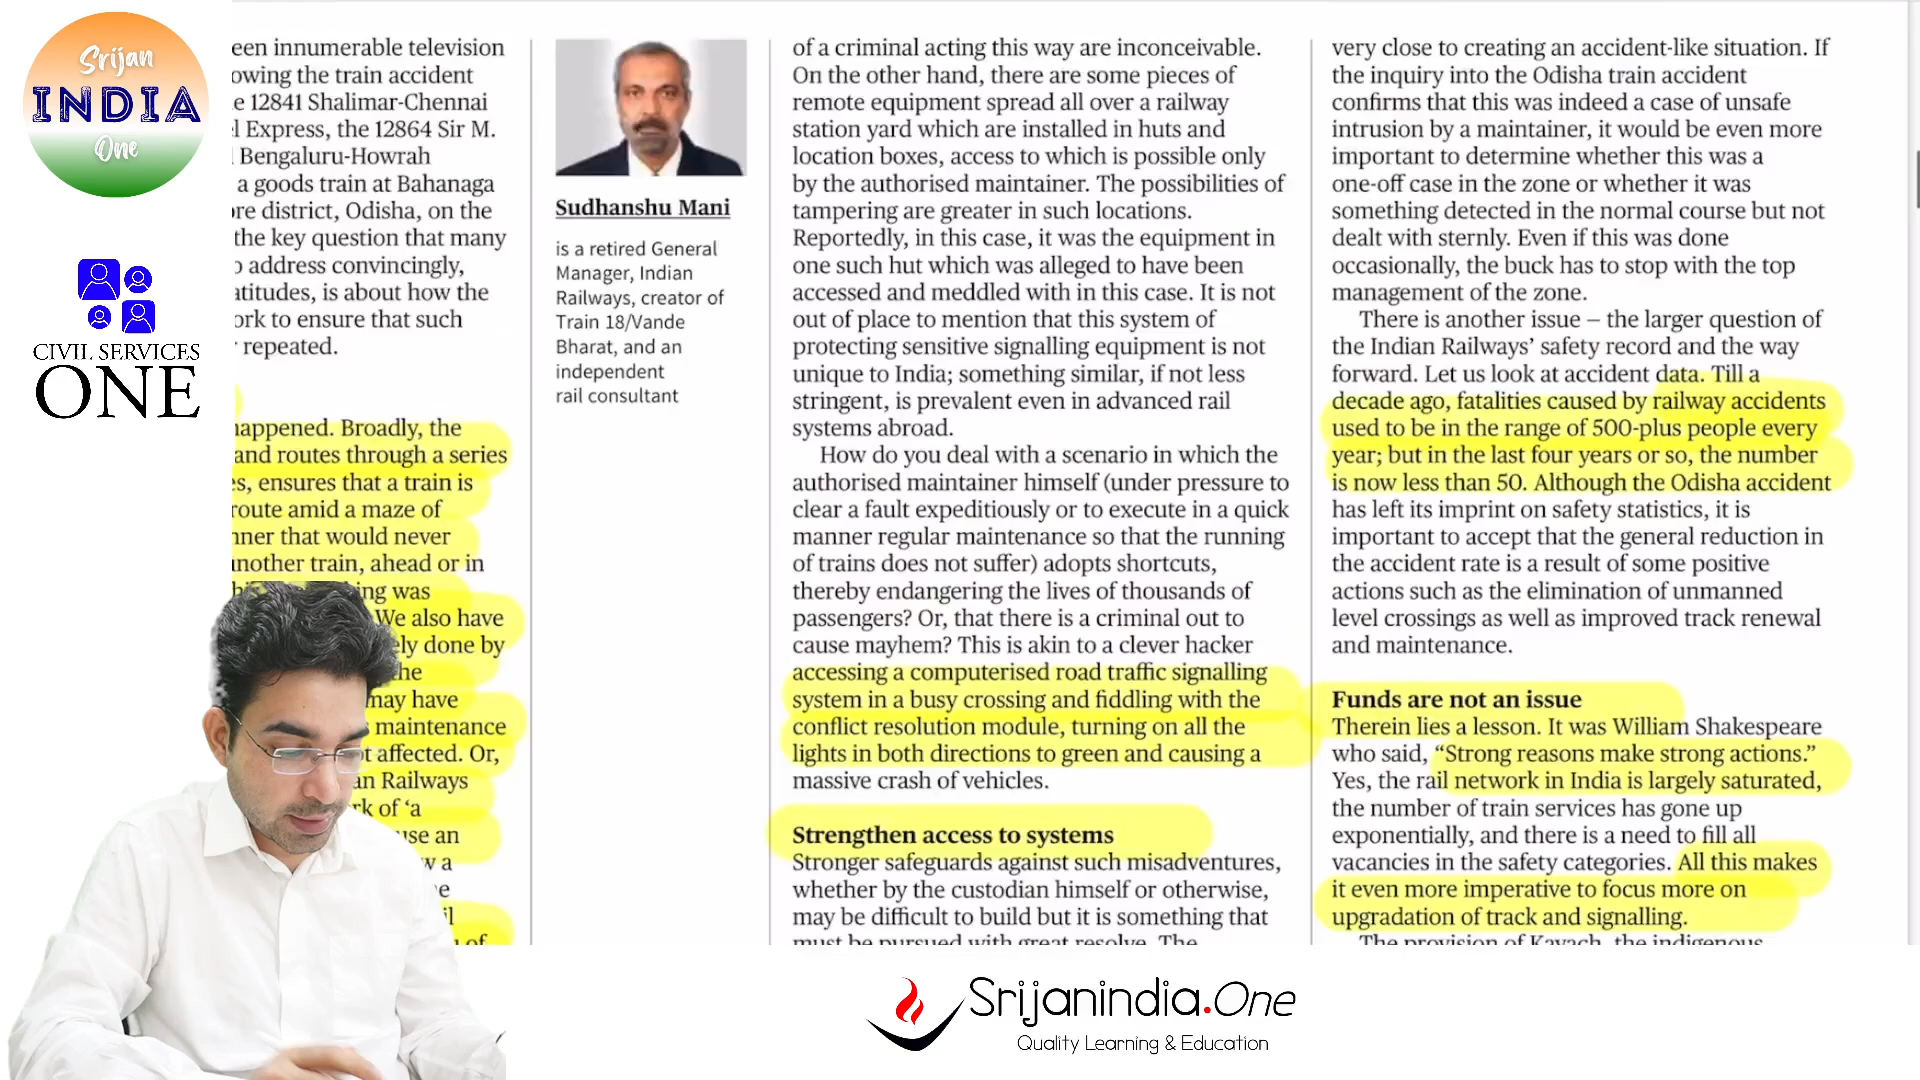 Srijan
INDIA
One
CIVIL SERVICES
ONE
een innumerable television
owing the train accident
e 12841 Shalimar-Chennai
l Express, the 12864 Sir M.
Bengaluru-Howrah
a goods train at Bahanaga
re district, Odisha, on the
the key question that many
o address convincingly,
atitudes, is about how the
ork to ensure that such
repeated.
happened. Broadly, the
and routes through a series
es, ensures that a train is
route amid a maze of
nner that would never
another train, ahead or in
ing was
We also have
ely done by
the
may have
maintenance
t affected. Or,
an Railways
rk of ‘a
use an
w a
of
Sudhanshu Mani
is a retired General
Manager, Indian
Railways, creator of
Train 18/Vande
Bharat, and an
independent
rail consultant
of a criminal acting this way are inconceivable.
On the other hand, there are some pieces of
remote equipment spread all over a railway
station yard which are installed in huts and
location boxes, access to which is possible only
by the authorised maintainer. The possibilities of
tampering are greater in such locations.
Reportedly, in this case, it was the equipment in
one such hut which was alleged to have been
accessed and meddled with in this case. It is not
out of place to mention that this system of
protecting sensitive signalling equipment is not
unique to India; something similar, if not less
stringent, is prevalent even in advanced rail
systems abroad.
How do you deal with a scenario in which the
authorised maintainer himself (under pressure to
clear a fault expeditiously or to execute in a quick
manner regular maintenance so that the running
of trains does not suffer) adopts shortcuts,
thereby endangering the lives of thousands of
passengers? Or, that there is a criminal out to
cause mayhem? This is akin to a clever hacker
accessing a computerised road traffic signalling
system in a busy crossing and fiddling with the
conflict resolution module, turning on all the
lights in both directions to green and causing a
massive crash of vehicles.
Strengthen access to systems
Stronger safeguards against such misadventures,
whether by the custodian himself or otherwise,
may be difficult to build but it is something that
must be pursued with great resolve. The
very close to creating an accident-like situation. If
the inquiry into the Odisha train accident
confirms that this was indeed a case of unsafe
intrusion by a maintainer, it would be even more
important to determine whether this was a
one-off case in the zone or whether it was
something detected in the normal course but not
dealt with sternly. Even if this was done
occasionally, the buck has to stop with the top
management of the zone.
There is another issue – the larger question of
the Indian Railways’ safety record and the way
forward. Let us look at accident data. Till a
decade ago, fatalities caused by railway accidents
used to be in the range of 500-plus people every
year; but in the last four years or so, the number
is now less than 50. Although the Odisha accident
has left its imprint on safety statistics, it is
important to accept that the general reduction in
the accident rate is a result of some positive
actions such as the elimination of unmanned
level crossings as well as improved track renewal
and maintenance.
Funds are not an issue
Therein lies a lesson. It was William Shakespeare
who said, “Strong reasons make strong actions.”
Yes, the rail network in India is largely saturated,
the number of train services has gone up
exponentially, and there is a need to fill all
vacancies in the safety categories. All this makes
it even more imperative to focus more on
upgradation of track and signalling.
The provision of Kavach, the indigenous
Srijanindia.One
Quality Learning & Education